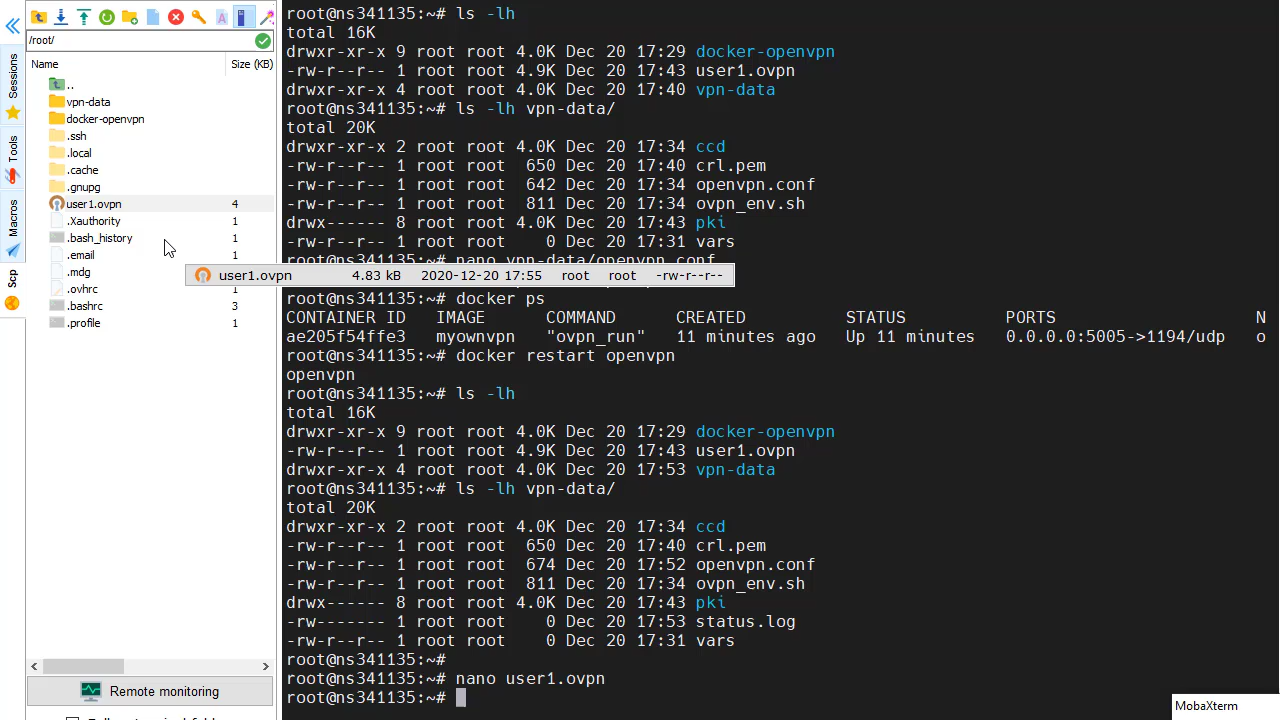 /root/
Name Size (KB)
..
vpn-data
docker-openvpn
.ssh
.local
.cache
.gnupg
user1.ovpn 4
.Xauthority 1
.bash_history 1
.email 1
.mdg
.ovhrc 1
.bashrc 3
.profile 1
Remote monitoring
Sessions
Tools
Macros
Scp
user1.ovpn 4.83 kB 2020-12-20 17:55 root root -rw-r--r--
root@ns341135:~# ls -lh
total 16K
drwxr-xr-x 9 root root 4.0K Dec 20 17:29 docker-openvpn
-rw-r--r-- 1 root root 4.9K Dec 20 17:43 user1.ovpn
drwxr-xr-x 4 root root 4.0K Dec 20 17:40 vpn-data
root@ns341135:~# ls -lh vpn-data/
total 20K
drwxr-xr-x 2 root root 4.0K Dec 20 17:34 ccd
-rw-r--r-- 1 root root 650 Dec 20 17:40 crl.pem
-rw-r--r-- 1 root root 642 Dec 20 17:34 openvpn.conf
-rw-r--r-- 1 root root 811 Dec 20 17:34 ovpn_env.sh
drwx------ 8 root root 4.0K Dec 20 17:43 pki
-rw-r--r-- 1 root root 0 Dec 20 17:31 vars
root@ns341135:~# nano vpn-data/openvpn.conf
root@ns341135:~# docker ps
CONTAINER ID IMAGE COMMAND CREATED STATUS PORTS N
ae205f54ffe3 myownvpn "ovpn_run" 11 minutes ago Up 11 minutes 0.0.0.0:5005->1194/udp o
root@ns341135:~# docker restart openvpn
openvpn
root@ns341135:~# ls -lh
total 16K
drwxr-xr-x 9 root root 4.0K Dec 20 17:29 docker-openvpn
-rw-r--r-- 1 root root 4.9K Dec 20 17:43 user1.ovpn
drwxr-xr-x 4 root root 4.0K Dec 20 17:53 vpn-data
root@ns341135:~# ls -lh vpn-data/
total 20K
drwxr-xr-x 2 root root 4.0K Dec 20 17:34 ccd
-rw-r--r-- 1 root root 650 Dec 20 17:40 crl.pem
-rw-r--r-- 1 root root 674 Dec 20 17:52 openvpn.conf
-rw-r--r-- 1 root root 811 Dec 20 17:34 ovpn_env.sh
drwx------ 8 root root 4.0K Dec 20 17:43 pki
-rw------- 1 root root 0 Dec 20 17:53 status.log
-rw-r--r-- 1 root root 0 Dec 20 17:31 vars
root@ns341135:~#
root@ns341135:~# nano user1.ovpn
root@ns341135:~#
MobaXterm